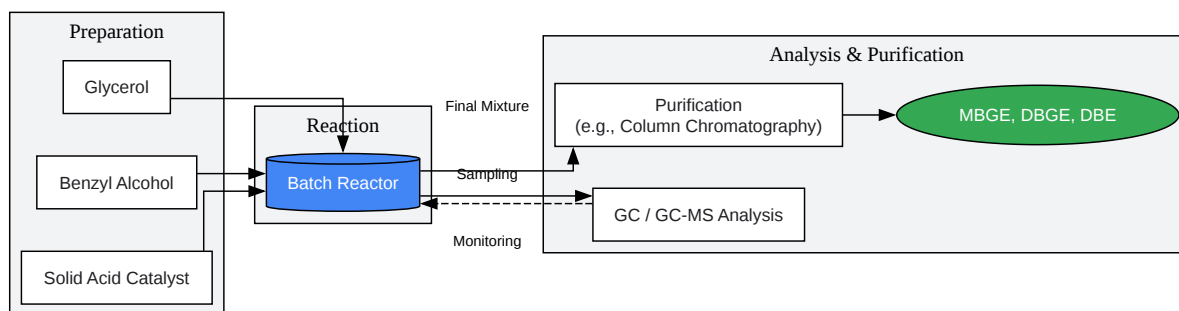 Preparation
Glycerol
Benzyl Alcohol
Solid Acid Catalyst
Reaction
Batch Reactor
Final Mixture
Sampling
Monitoring
Analysis & Purification
Purification
(e.g., Column Chromatography)
GC / GC-MS Analysis
MBGE, DBGE, DBE